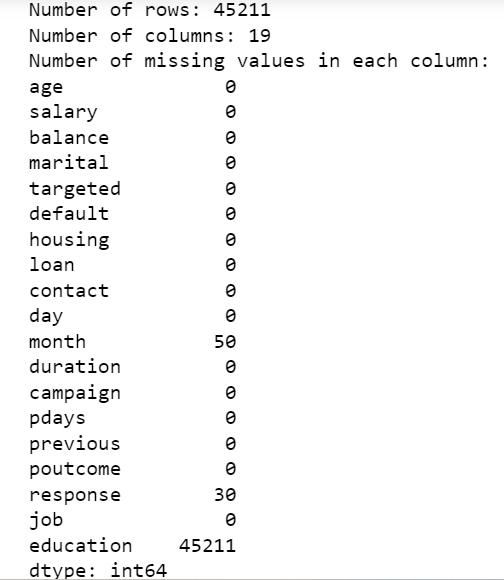 Number of rows: 45211
Number of columns: 19
Number of missing values in each column:
age 0
salary 0
balance 0
marital 0
targeted 0
default 0
housing 0
loan 0
contact 0
day 0
month 50
duration 0
campaign 0
pdays 0
previous 0
poutcome 0
response 30
job 0
education 45211
dtype: int64